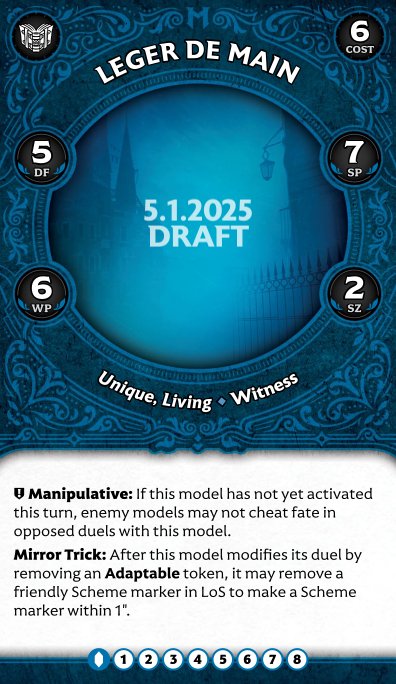 LEGER DE MAIN
6
COST
5
DF
7
SP
5.1.2025
DRAFT
6
WP
2
SZ
Unique, Living ◆ Witness
Manipulative: If this model has not yet activated
this turn, enemy models may not cheat fate in
opposed duels with this model.
Mirror Trick: After this model modifies its duel by
removing an Adaptable token, it may remove a
friendly Scheme marker in LoS to make a Scheme
marker within 1".
1 2 3 4 5 6 7 8